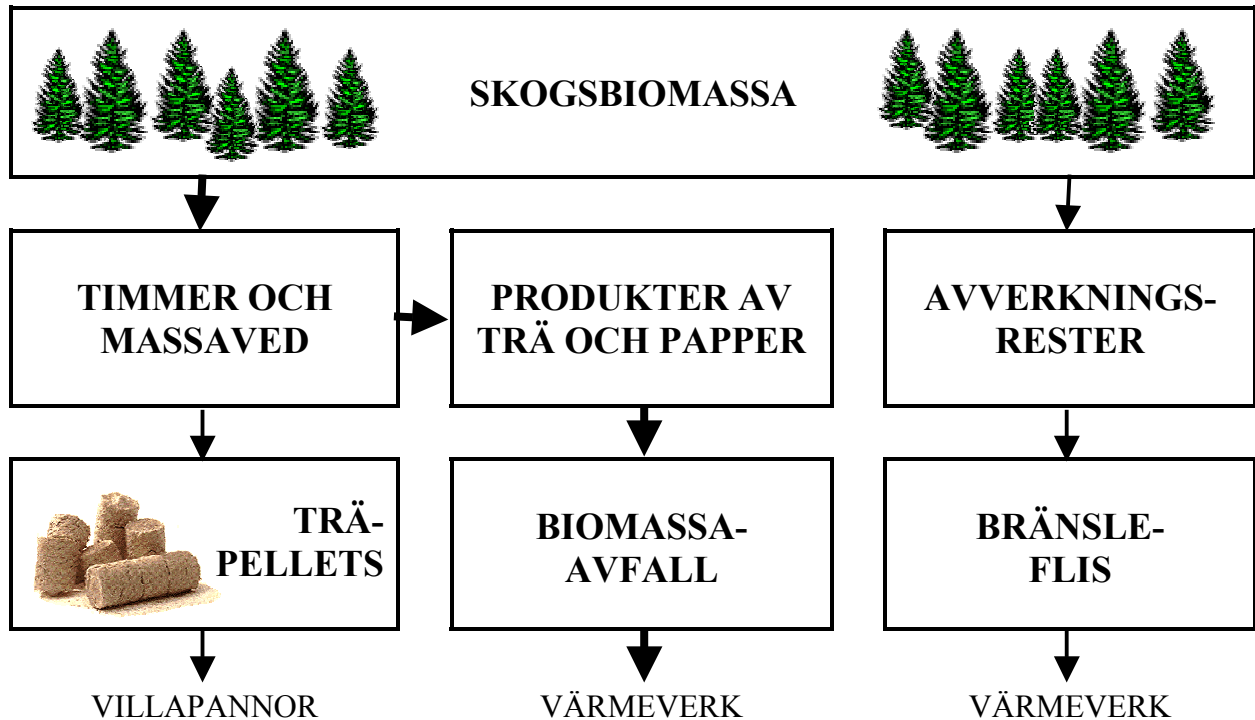 SKOGSBIOMASSA
TIMMER OCH
MASSAVED
PRODUKTER AV
TRÄ OCH PAPPER
AVVERKNINGS-
RESTER
TRÄ-
PELLETS
BIOMASSA-
AVFALL
BRÄNSLE-
FLIS
VILLAPANNOR
VÄRMEVERK
VÄRMEVERK